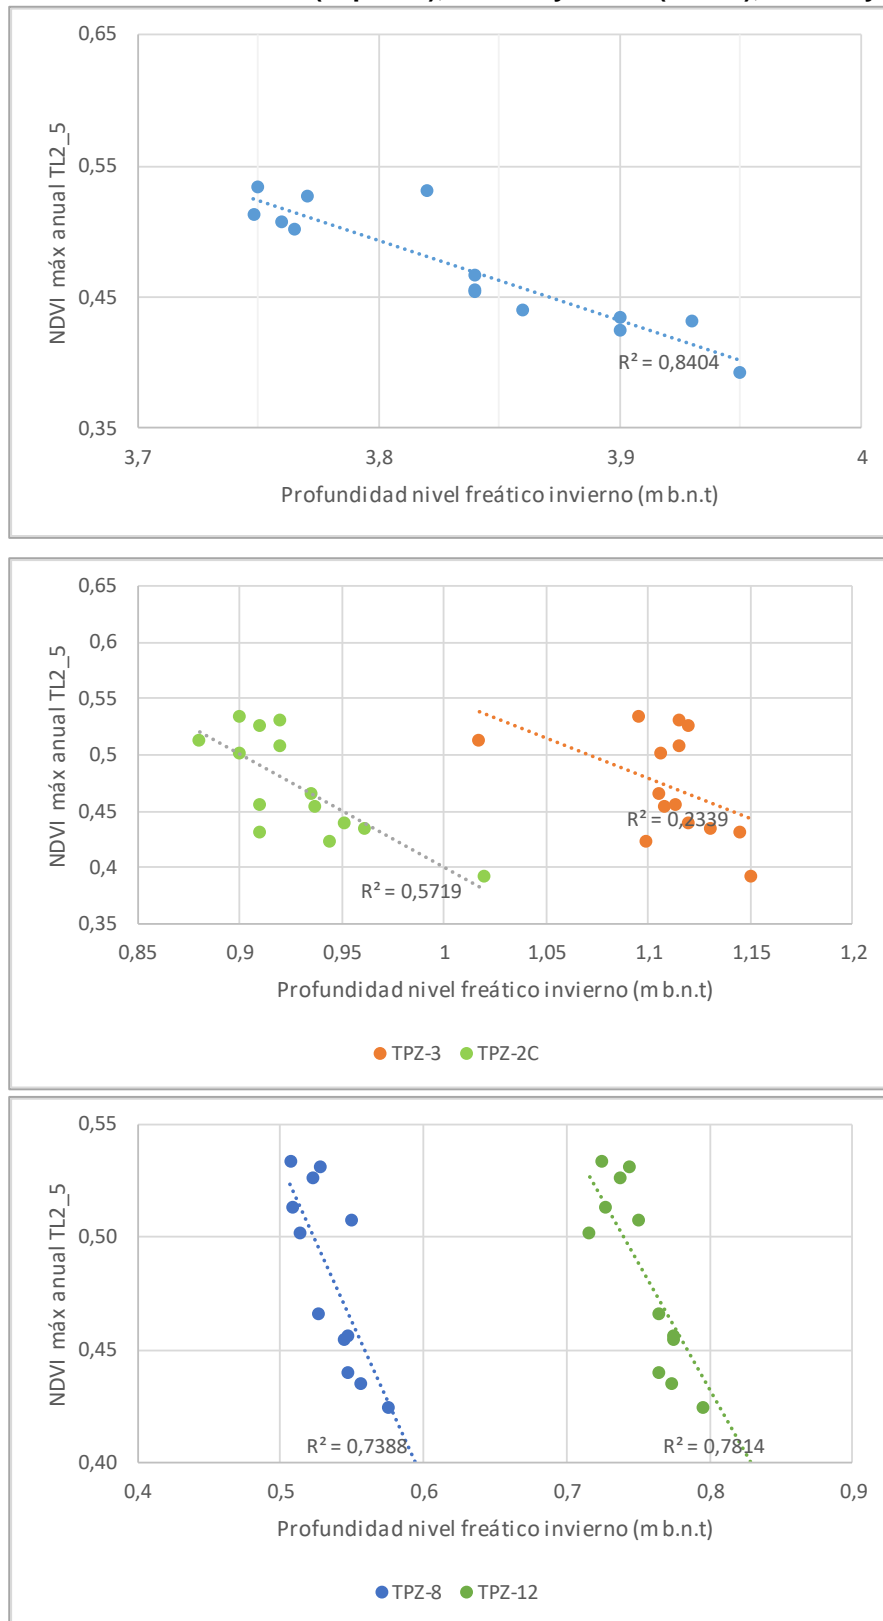 0,65
0,55
0,45
0,35
NDVI máx anual TL2_5
R² = 0,8404
3,7 3,8 3,9 4
Profundidad nivel freático invierno (m b.n.t)
0,65
0,6
0,55
0,5
0,45
0,4
0,35
NDVI máx anual TL2_5
R² = 0,2339
R² = 0,5719
0,85 0,9 0,95 1 1,05 1,1 1,15 1,2
Profundidad nivel freático invierno (m b.n.t)
TPZ-3 TPZ-2C
0,55
0,50
0,45
0,40
NDVI máx anual TL2_5
R² = 0,7388 R² = 0,7814
0,4 0,5 0,6 0,7 0,8 0,9
Profundidad nivel freático invierno (m b.n.t)
TPZ-8 TPZ-12